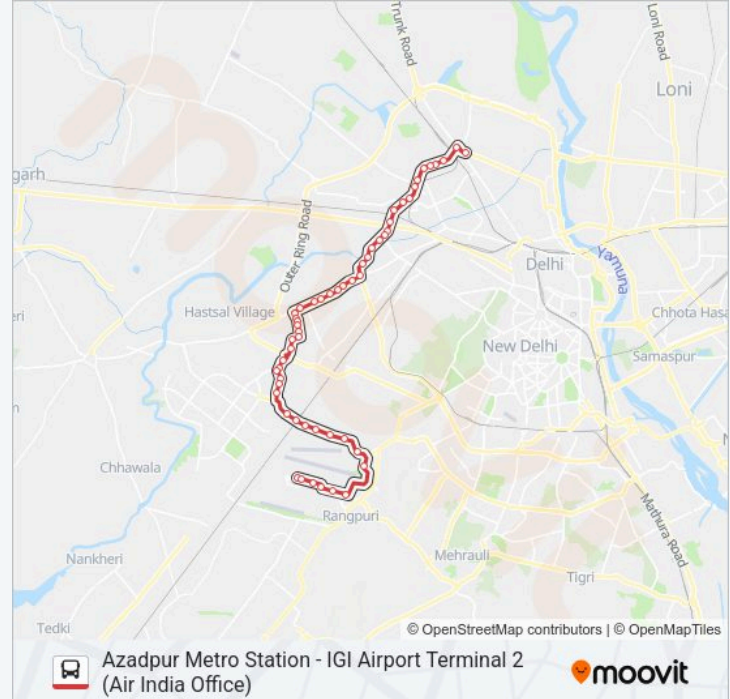 Trunk Road
Loni Road
Loni
garh
Outer Ring Road
Delhi
Yamuna
eri
Hastsal Village
Chhota Hasa
New Delhi
Samaspur
n
Chhawala
N
Rangpuri
Mathura Road
Nankheri
Mehrauli
Tigri
Tedki
© OpenStreetMap contributors | © OpenMapTiles
Azadpur Metro Station - IGI Airport Terminal 2
(Air India Office)
moovit